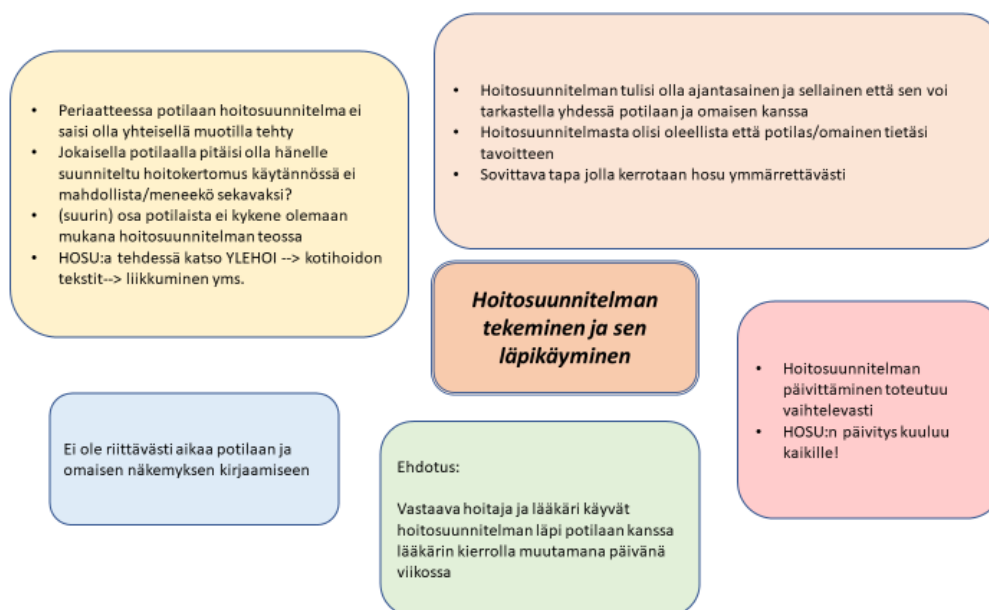 • Periaatteessa potilaan hoitosuunnitelma ei
saisi olla yhteisellä muotilla tehty
• Jokaisella potilaalla pitäisi olla hänelle
suunniteltu hoitokertomus käytännössä ei
mahdollista/meneekö sekavaksi?
• (suurin) osa potilaista ei kykene olemaan
mukana hoitosuunnitelman teossa
• HOSU:a tehdessä katso YLEHOI --> kotihoidon
tekstit--> liikkuminen yms.
• Hoitosuunnitelman tulisi olla ajantasainen ja sellainen että sen voi
tarkastella yhdessä potilaan ja omaisen kanssa
• Hoitosuunnitelmasta olisi oleellista että potilas/omainen tietäsi
tavoitteen
• Sovittava tapa jolla kerrotaan hosu ymmärrettävästi
Hoitosuunnitelman
tekeminen ja sen
läpikäyminen
• Hoitosuunnitelman
päivittäminen toteutuu
vaihtelevasti
• HOSU:n päivitys kuuluu
kaikille!
Ei ole riittävästi aikaa potilaan ja
omaisen näkemyksen kirjaamiseen
Ehdotus:
Vastaava hoitaja ja lääkäri käyvät
hoitosuunnitelman läpi potilaan kanssa
lääkärin kierrolla muutamana päivänä
viikossa